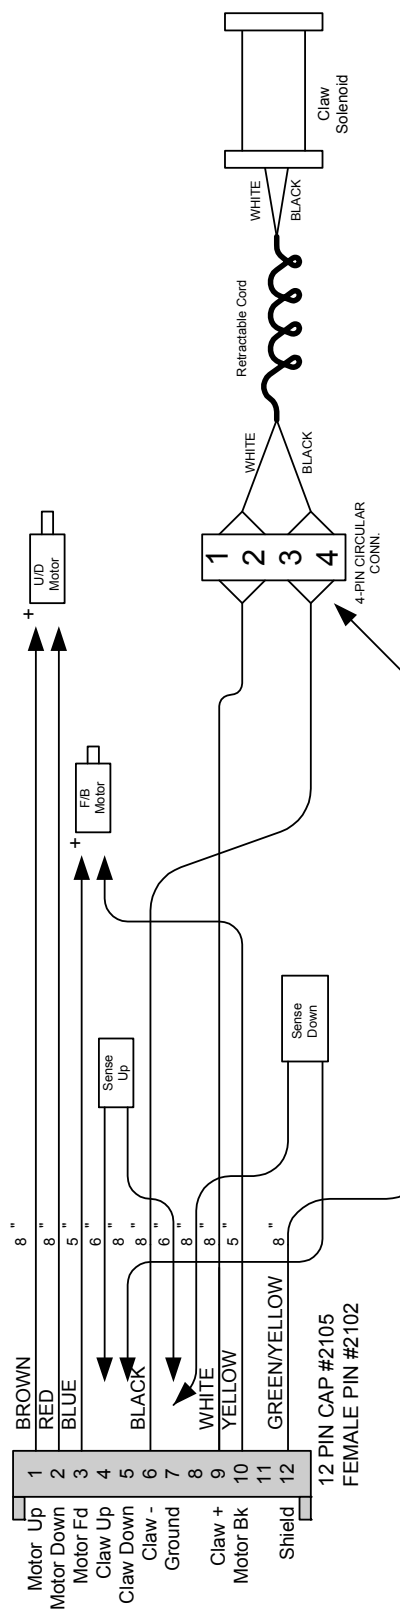 Motor Up 1 BROWN 8 "
Motor Down 2 RED 8 "
Motor Fd 3 BLUE 5 "
Claw Up 4 6 "
Claw Down 5 8 "
Claw - 6 BLACK 8 "
Ground 7 6 "
8 8 "
Claw + 9 WHITE 8 "
Motor Bk 10 YELLOW 5 "
11
Shield 12 GREEN/YELLOW 8 "
12 PIN CAP #2105
FEMALE PIN #2102
Sense
Up
Sense
Down
+
F/B
Motor
+
U/D
Motor
1
2
3
4
4-PIN CIRCULAR
CONN.
WHITE
BLACK
Retractable Cord
WHITE
BLACK
Claw
Solenoid